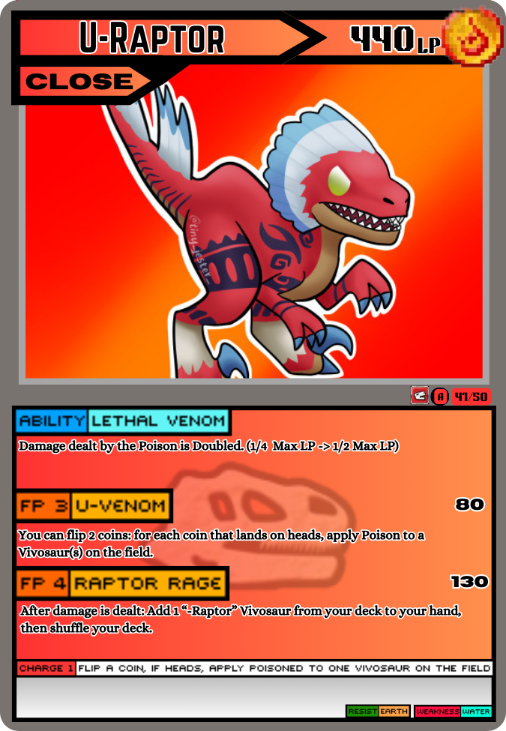 U-RAPTOR
440LP
CLOSE
@tiny_jester_
A 47/50
ABILITY LETHAL VENOM
Damage dealt by the Poison is Doubled. (1/4 Max LP -> 1/2 Max LP)
FP 3 U-VENOM 80
You can flip 2 coins: for each coin that lands on heads, apply Poison to a
Vivosaur(s) on the field.
FP 4 RAPTOR RAGE 130
After damage is dealt: Add 1 “-Raptor” Vivosaur from your deck to your hand,
then shuffle your deck.
CHARGE 1 FLIP A COIN, IF HEADS, APPLY POISONED TO ONE VIVOSAUR ON THE FIELD
RESIST EARTH WEAKNESS WATER